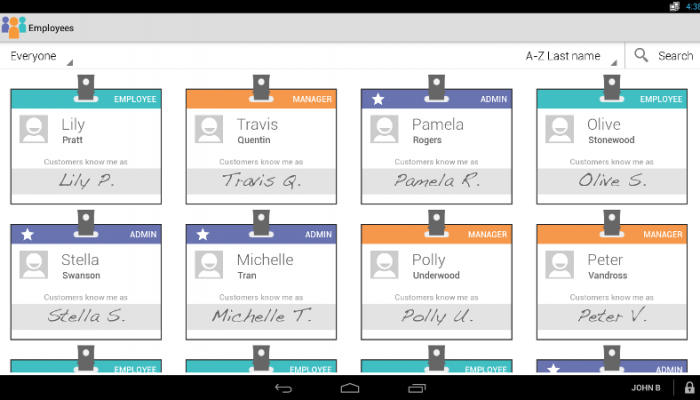 4:38
Employees
Everyone
A-Z Last name
Search
EMPLOYEE
Lily
Pratt
Customers know me as
Lily P.
MANAGER
Travis
Quentin
Customers know me as
Travis Q.
ADMIN
Pamela
Rogers
Customers know me as
Pamela R.
EMPLOYEE
Olive
Stonewood
Customers know me as
Olive S.
ADMIN
Stella
Swanson
Customers know me as
Stella S.
ADMIN
Michelle
Tran
Customers know me as
Michelle T.
MANAGER
Polly
Underwood
Customers know me as
Polly U.
MANAGER
Peter
Vandross
Customers know me as
Peter V.
EMPLOYEE
EMPLOYEE
EMPLOYEE
ADMIN
JOHN B